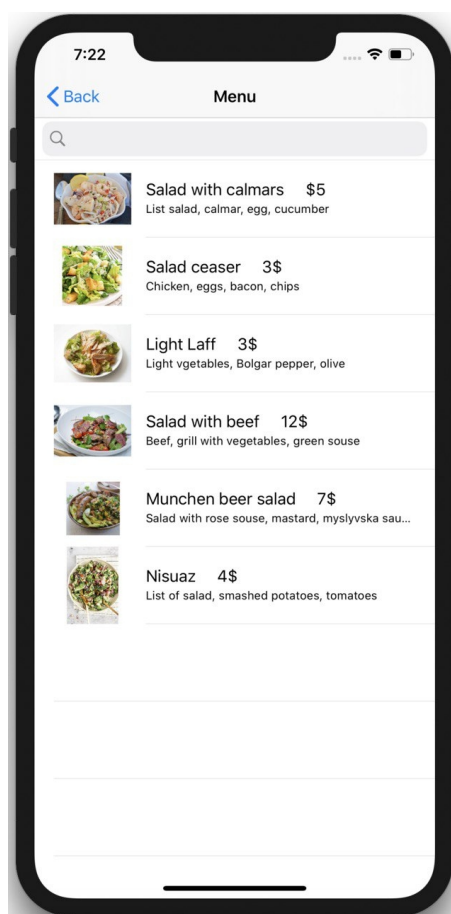 7:22
Back
Menu
Salad with calmars $5
List salad, calmar, egg, cucumber
Salad ceaser 3$
Chicken, eggs, bacon, chips
Light Laff 3$
Light vgetables, Bolgar pepper, olive
Salad with beef 12$
Beef, grill with vegetables, green souse
Munchen beer salad 7$
Salad with rose souse, mastard, myslyvska sau...
Nisuaz 4$
List of salad, smashed potatoes, tomatoes